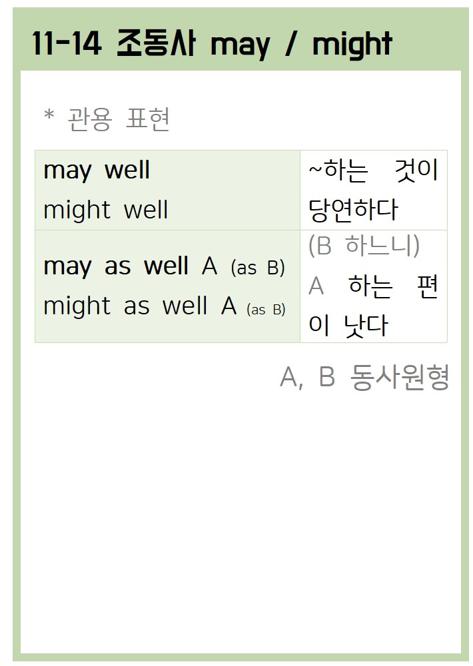 11-14 조동사 may / might
* 관용 표현
may well
might well
~하는 것이
당연하다
may as well A (as B)
might as well A (as B)
(B 하느니)
A 하는 편
이 낫다
A, B 동사원형